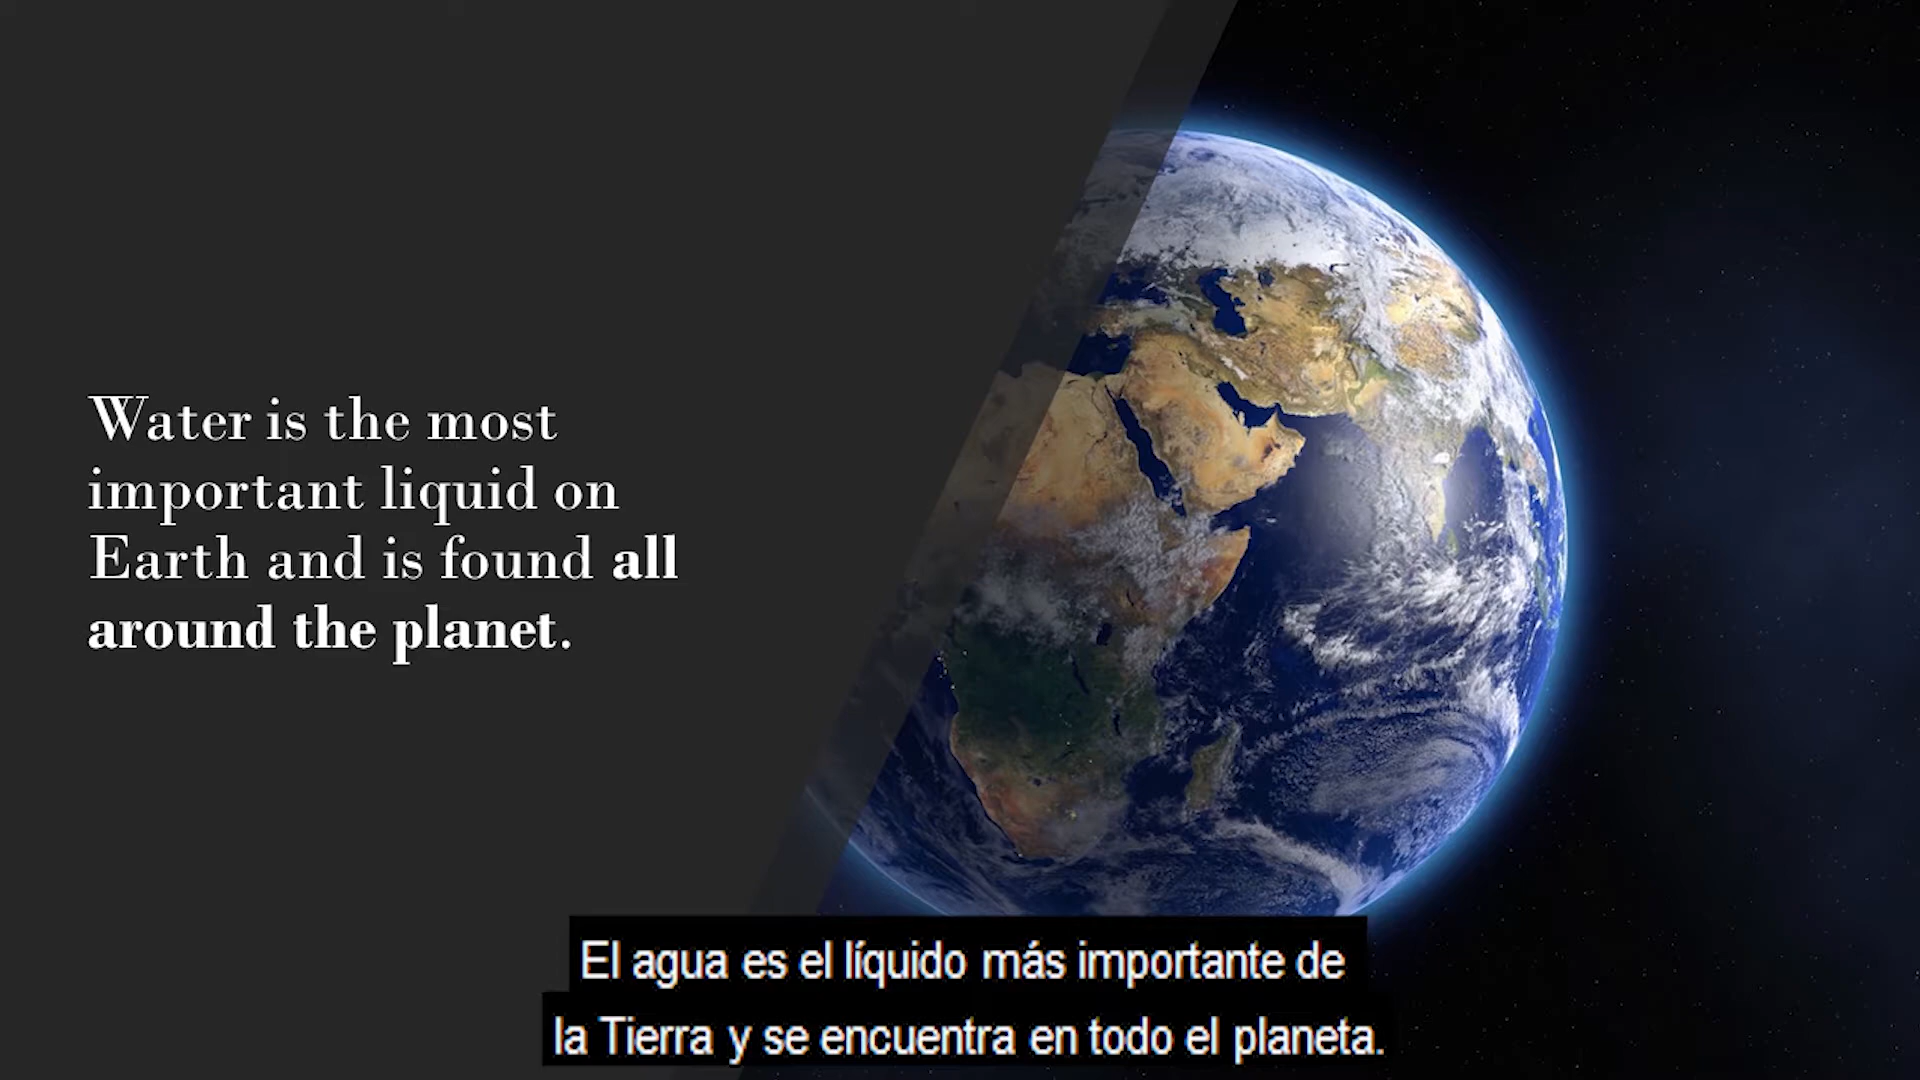 Water is the most
important liquid on
Earth and is found all
around the planet.
El agua es el líquido más importante de
la Tierra y se encuentra en todo el planeta.